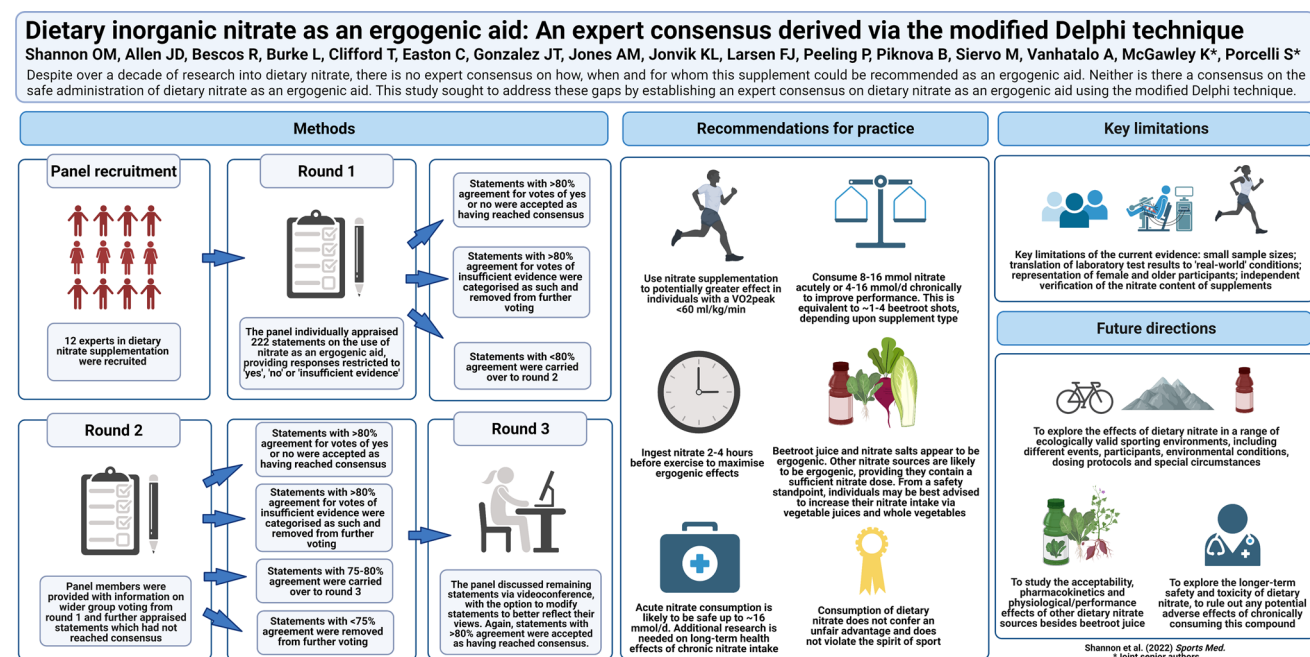 Dietary inorganic nitrate as an ergogenic aid: An expert consensus derived via the modified Delphi technique
Shannon OM, Allen JD, Bescos R, Burke L, Clifford T, Easton C, Gonzalez JT, Jones AM, Jonvik KL, Larsen FJ, Peeling P, Piknova B, Siervo M, Vanhatalo A, McGawley K*, Porcelli S*
Despite over a decade of research into dietary nitrate, there is no expert consensus on how, when and for whom this supplement could be recommended as an ergogenic aid. Neither is there a consensus on the
safe administration of dietary nitrate as an ergogenic aid. This study sought to address these gaps by establishing an expert consensus on dietary nitrate as an ergogenic aid using the modified Delphi technique.
Methods
Panel recruitment
12 experts in dietary
nitrate supplementation
were recruited
Round 1
The panel individually appraised
222 statements on the use of
nitrate as an ergogenic aid,
providing responses restricted to
'yes', 'no' or 'insufficient evidence'
Statements with >80%
agreement for votes of yes
or no were accepted as
having reached consensus
Statements with >80%
agreement for votes of
insufficient evidence were
categorised as such and
removed from further
voting
Statements with <80%
agreement were carried
over to round 2
Round 2
Panel members were
provided with information on
wider group voting from
round 1 and further appraised
statements which had not
reached consensus
Statements with >80%
agreement for votes of yes
or no were accepted as
having reached consensus
Statements with >80%
agreement for votes of
insufficient evidence were
categorised as such and
removed from further
voting
Statements with 75-80%
agreement were carried
over to round 3
Statements with <75%
agreement were removed
from further voting
Round 3
The panel discussed remaining
statements via videoconference,
with the option to modify
statements to better reflect their
views. Again, statements with
>80% agreement were accepted
as having reached consensus.
Recommendations for practice
Use nitrate supplementation
to potentially greater effect in
individuals with a VO2peak
<60 ml/kg/min
Consume 8-16 mmol nitrate
acutely or 4-16 mmol/d chronically
to improve performance. This is
equivalent to ~1-4 beetroot shots,
depending upon supplement type
Ingest nitrate 2-4 hours
before exercise to maximise
ergogenic effects
Beetroot juice and nitrate salts appear to be
ergogenic. Other nitrate sources are likely
to be ergogenic, providing they contain a
sufficient nitrate dose. From a safety
standpoint, individuals may be best advised
to increase their nitrate intake via
vegetable juices and whole vegetables
Acute nitrate consumption is
likely to be safe up to ~16
mmol/d. Additional research is
needed on long-term health
effects of chronic nitrate intake
Consumption of dietary
nitrate does not confer an
unfair advantage and does
not violate the spirit of sport
Key limitations
Key limitations of the current evidence: small sample sizes;
translation of laboratory test results to 'real-world' conditions;
representation of female and older participants; independent
verification of the nitrate content of supplements
Future directions
To explore the effects of dietary nitrate in a range of
ecologically valid sporting environments, including
different events, participants, environmental conditions,
dosing protocols and special circumstances
To study the acceptability,
pharmacokinetics and
physiological/performance
effects of other dietary nitrate
sources besides beetroot juice
To explore the longer-term
safety and toxicity of dietary
nitrate, to rule out any potential
adverse effects of chronically
consuming this compound
Shannon et al. (2022) Sports Med.
* Joint senior authors